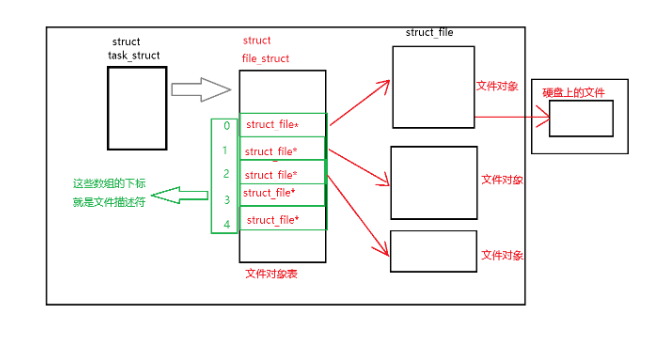 struct
task_struct
struct
file_struct
struct_file
文件对象
硬盘上的文件
0
struct_file*
1
struct_file*
2
struct_file*
3
struct_file*
4
struct_file*
这些数组的下标
就是文件描述符
文件对象
文件对象
文件对象表